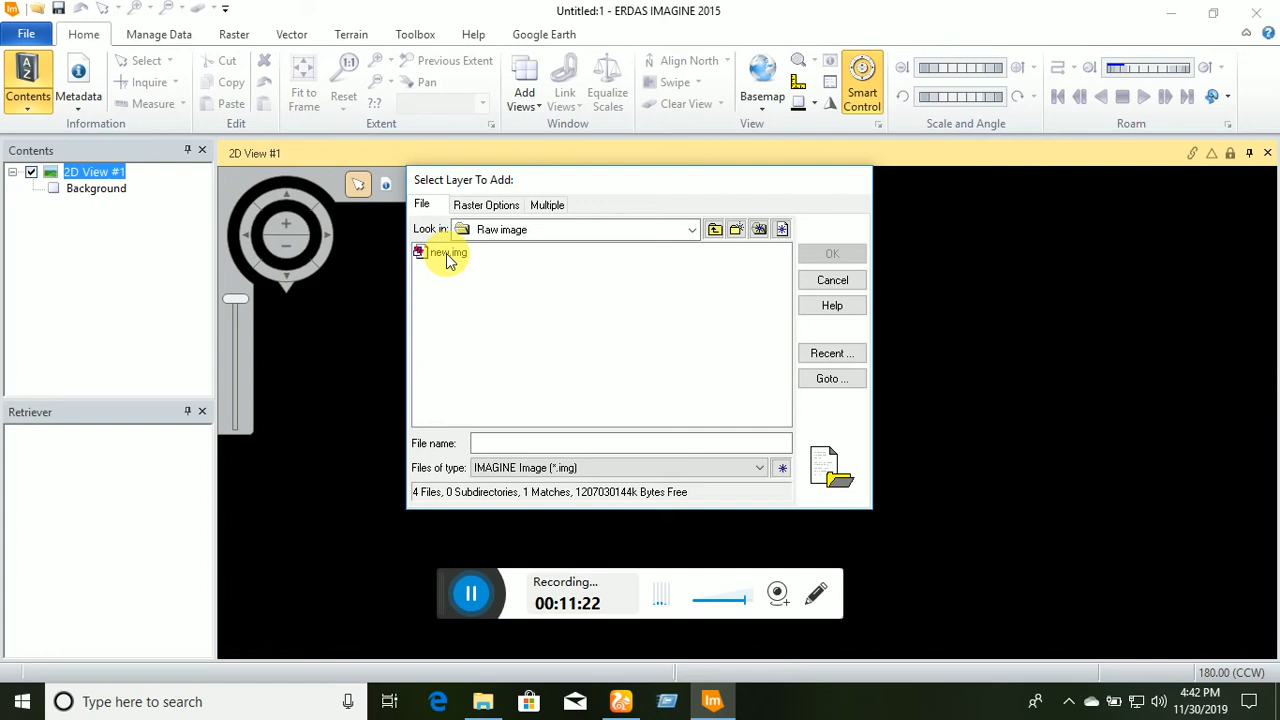 Untitled:1 - ERDAS IMAGINE 2015
File
Home
Manage Data
Raster
Vector
Terrain
Toolbox
Help
Google Earth
Contents
Metadata
Select
Inquire
Measure
Information
Cut
Copy
Paste
Edit
Fit to
Frame
Reset
Previous Extent
Pan
?:?
Extent
Add
Views
Link
Views
Equalize
Scales
Window
Align North
Swipe
Clear View
Basemap
Smart
Control
View
Scale and Angle
Roam
Contents
2D View #1
Background
Retriever
2D View #1
Select Layer To Add:
File
Raster Options
Multiple
Look in:
Raw image
new.img
OK
Cancel
Help
Recent ...
Goto ...
File name:
Files of type:
IMAGINE Image (*.img)
4 Files, 0 Subdirectories, 1 Matches, 1207030144k Bytes Free
Recording...
00:11:22
180.00 (CCW)
Type here to search
4:42 PM
11/30/2019